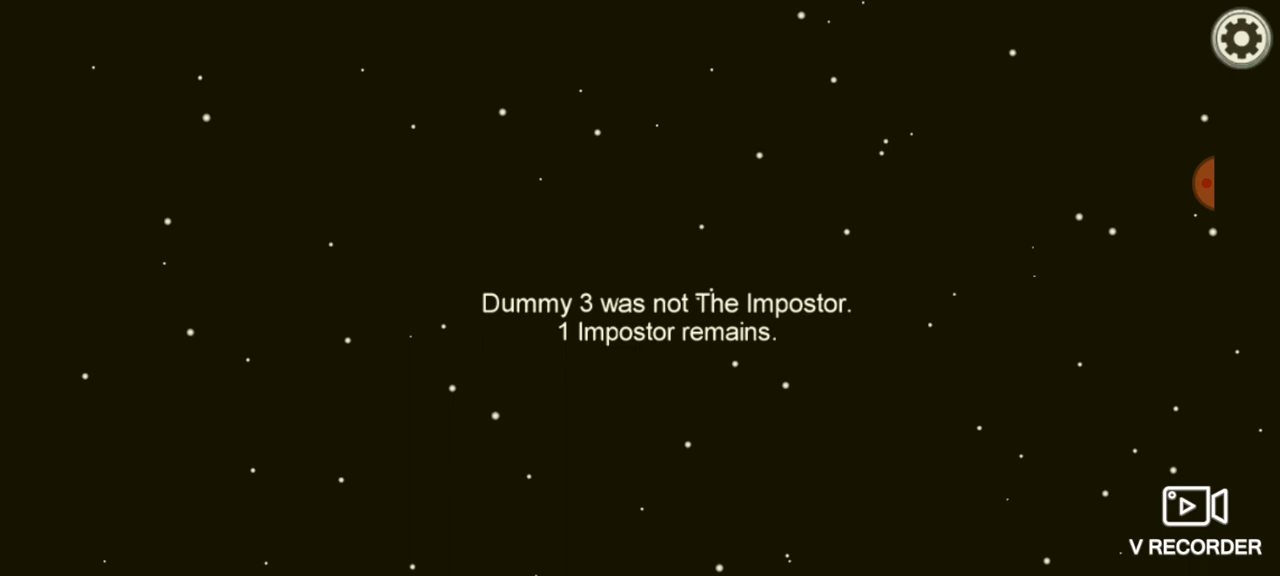 Dummy 3 was not The Impostor.
1 Impostor remains.
V RECORDER